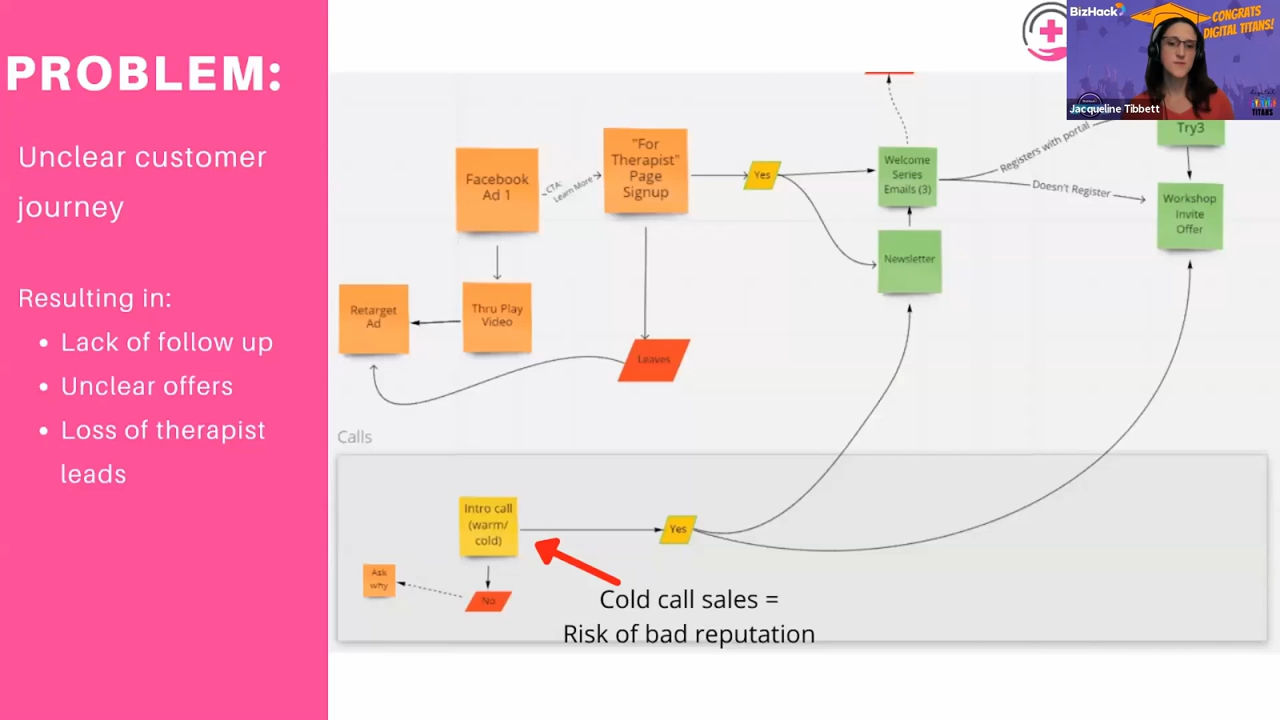 PROBLEM:
Unclear customer
journey
Resulting in:
• Lack of follow up
• Unclear offers
• Loss of therapist
leads
BizHack
CONGRATS
DIGITAL TITANS!
Jacqueline Tibbett
DIGITAL
TITANS
Facebook
Ad 1
CTA:
Learn More
"For
Therapist"
Page
Signup
Yes
Welcome
Series
Emails (3)
Registers with portal
Doesn't Register
Try3
Workshop
Invite
Offer
Newsletter
Retarget
Ad
Thru Play
Video
Leaves
Calls
Intro call
(warm/
cold)
Yes
Ask
why
No
Cold call sales =
Risk of bad reputation